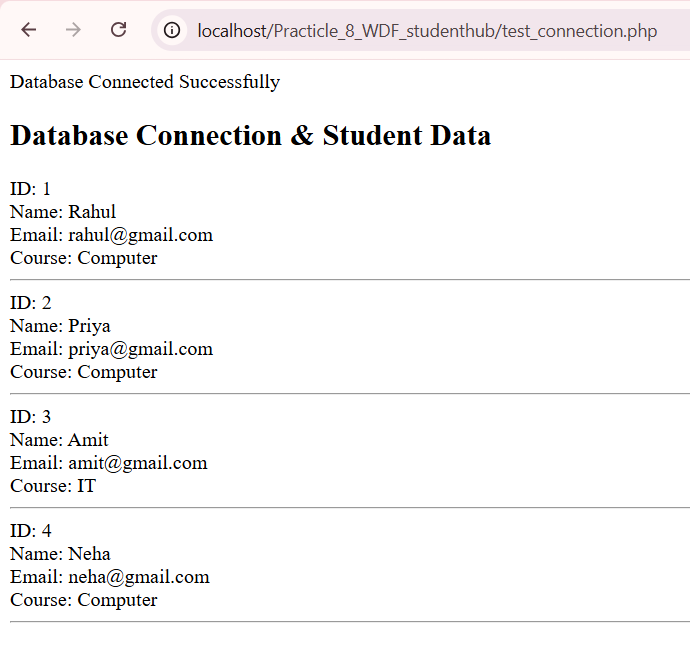 localhost/Practicle_8_WDF_studenthub/test_connection.php
Database Connected Successfully
Database Connection & Student Data
ID: 1
Name: Rahul
Email: rahul@gmail.com
Course: Computer
ID: 2
Name: Priya
Email: priya@gmail.com
Course: Computer
ID: 3
Name: Amit
Email: amit@gmail.com
Course: IT
ID: 4
Name: Neha
Email: neha@gmail.com
Course: Computer